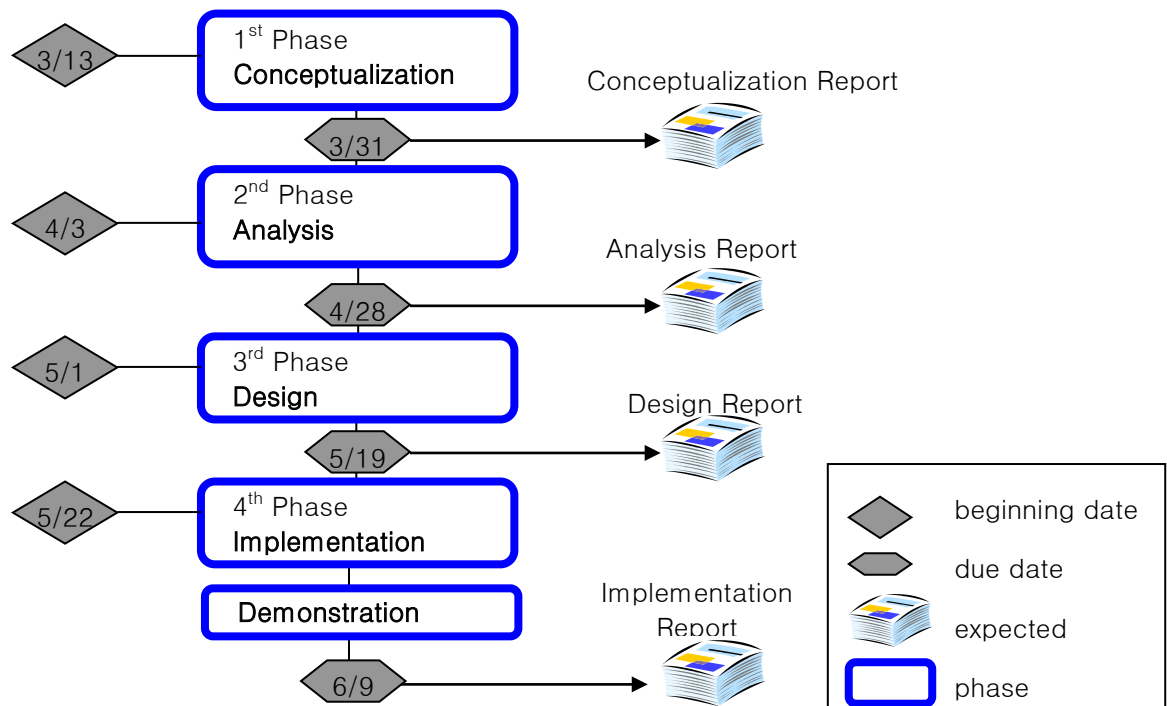 3/13
1st Phase
Conceptualization
Conceptualization Report
3/31
4/3
2nd Phase
Analysis
Analysis Report
4/28
5/1
3rd Phase
Design
Design Report
5/19
5/22
4th Phase
Implementation
Demonstration
Implementation
Report
6/9
beginning date
due date
expected
phase